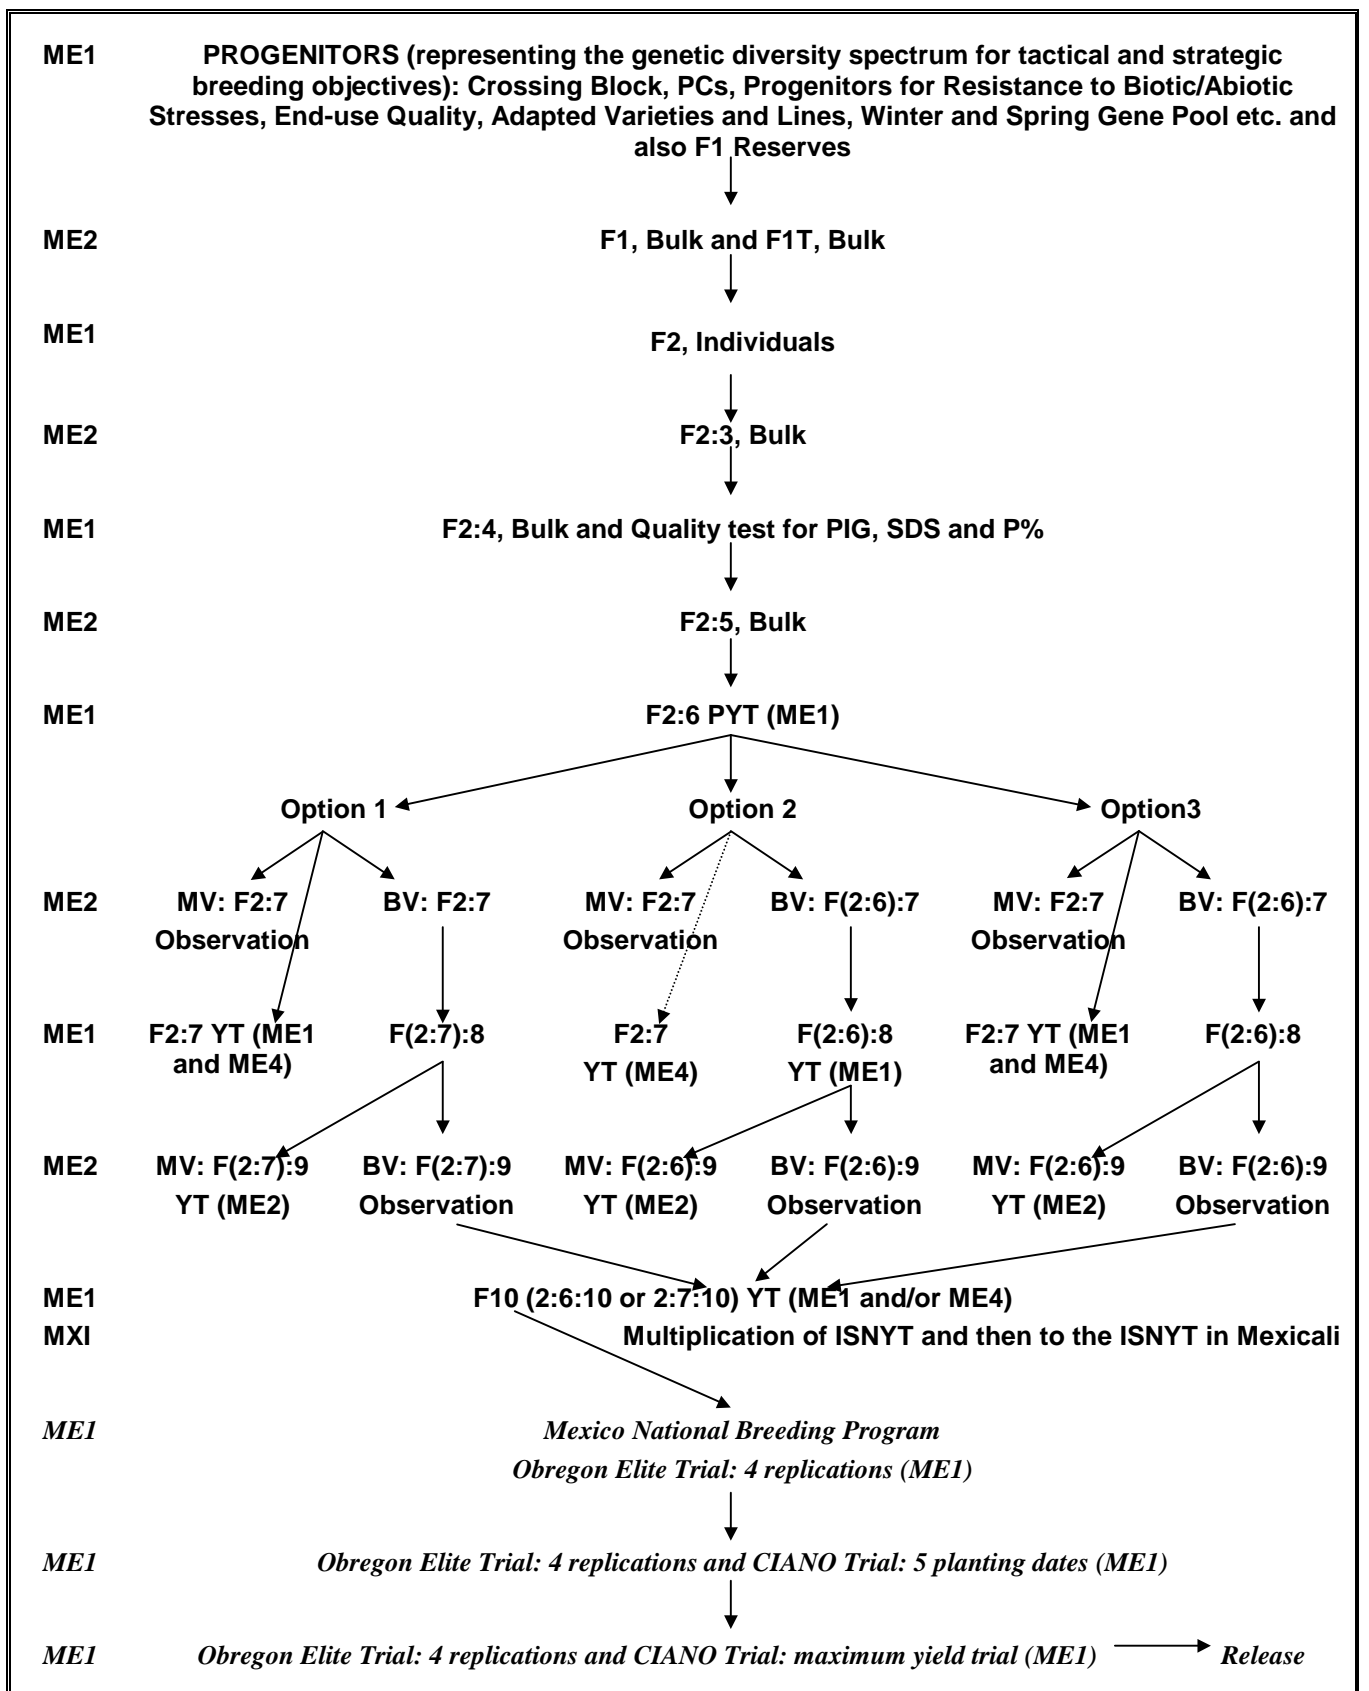 ME1 PROGENITORS (representing the genetic diversity spectrum for tactical and strategic
breeding objectives): Crossing Block, PCs, Progenitors for Resistance to Biotic/Abiotic
Stresses, End-use Quality, Adapted Varieties and Lines, Winter and Spring Gene Pool etc. and
also F1 Reserves
ME2 F1, Bulk and F1T, Bulk
ME1 F2, Individuals
ME2 F2:3, Bulk
ME1 F2:4, Bulk and Quality test for PIG, SDS and P%
ME2 F2:5, Bulk
ME1 F2:6 PYT (ME1)
Option 1 Option 2 Option3
ME2 MV: F2:7 BV: F2:7 MV: F2:7 BV: F(2:6):7 MV: F2:7 BV: F(2:6):7
Observation Observation Observation
ME1 F2:7 YT (ME1 F(2:7):8 F2:7 F(2:6):8 F2:7 YT (ME1 F(2:6):8
and ME4) YT (ME4) YT (ME1) and ME4)
ME2 MV: F(2:7):9 BV: F(2:7):9 MV: F(2:6):9 BV: F(2:6):9 MV: F(2:6):9 BV: F(2:6):9
YT (ME2) Observation YT (ME2) Observation YT (ME2) Observation
ME1 F10 (2:6:10 or 2:7:10) YT (ME1 and/or ME4)
MXI Multiplication of ISNYT and then to the ISNYT in Mexicali
ME1 Mexico National Breeding Program
Obregon Elite Trial: 4 replications (ME1)
ME1 Obregon Elite Trial: 4 replications and CIANO Trial: 5 planting dates (ME1)
ME1 Obregon Elite Trial: 4 replications and CIANO Trial: maximum yield trial (ME1) Release